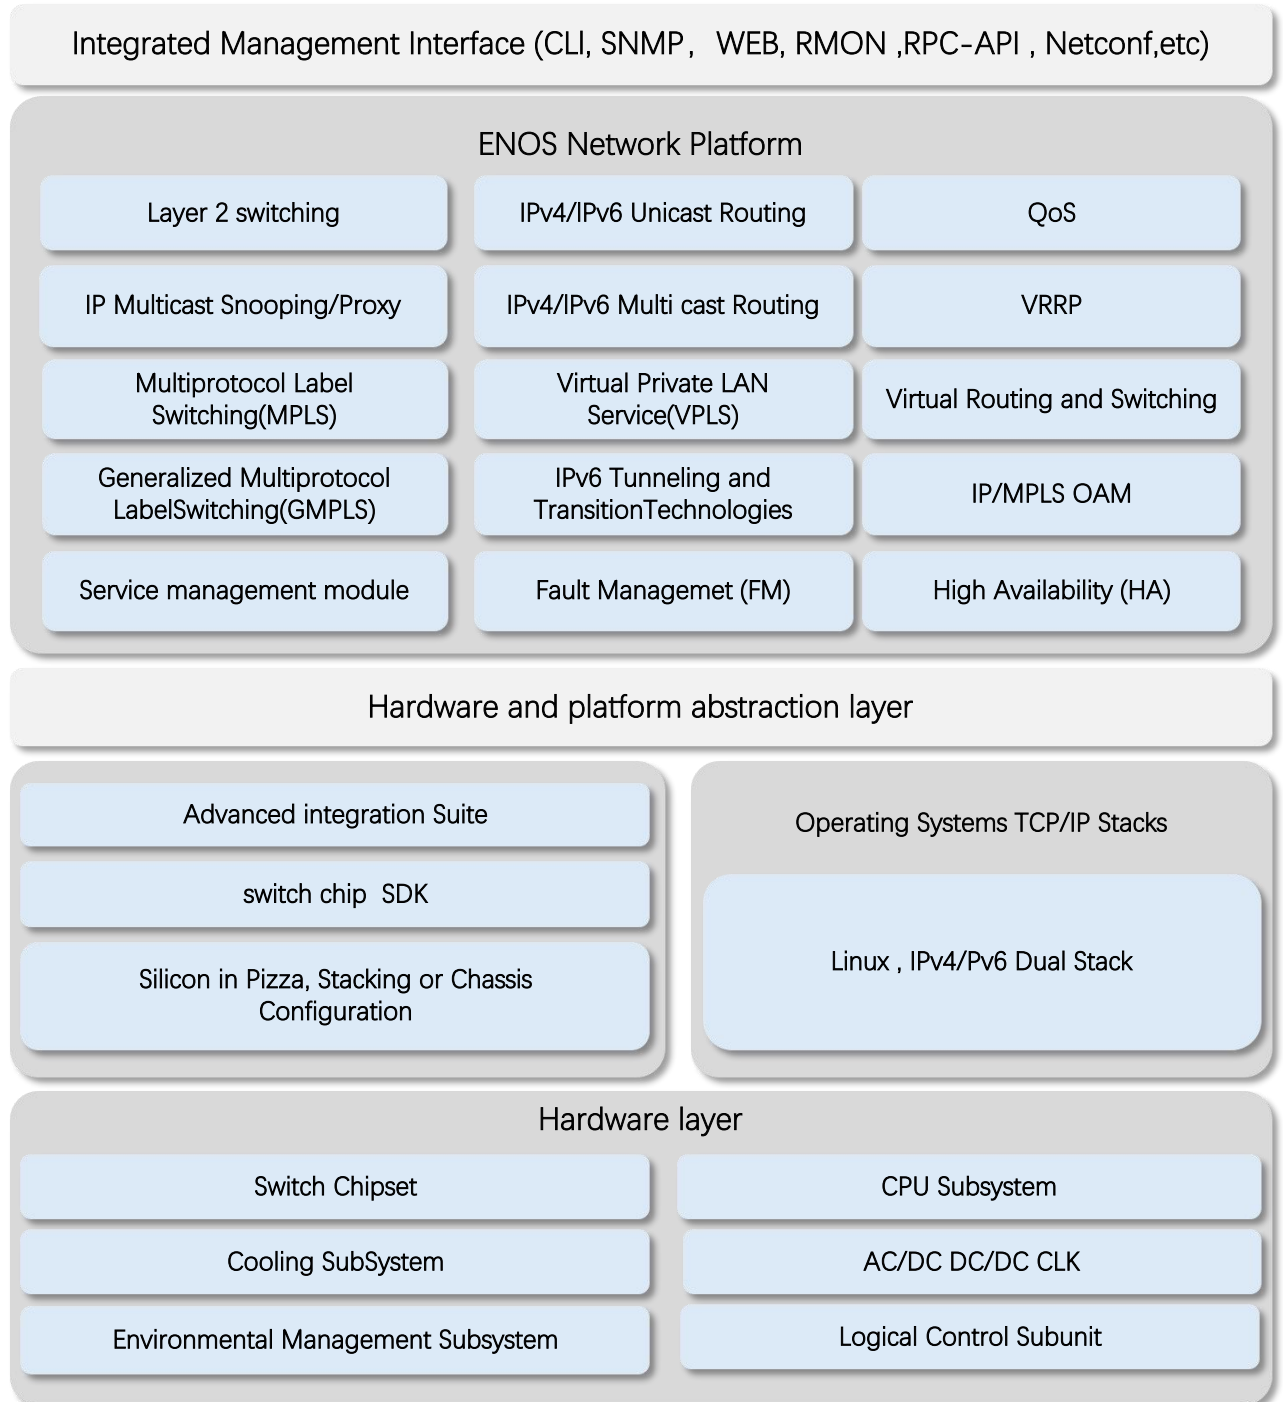 Integrated Management Interface (CLI, SNMP, WEB, RMON ,RPC-API , Netconf,etc)
ENOS Network Platform
Layer 2 switching
IPv4/IPv6 Unicast Routing
QoS
IP Multicast Snooping/Proxy
IPv4/IPv6 Multi cast Routing
VRRP
Multiprotocol Label
Switching(MPLS)
Virtual Private LAN
Service(VPLS)
Virtual Routing and Switching
Generalized Multiprotocol
LabelSwitching(GMPLS)
IPv6 Tunneling and
TransitionTechnologies
IP/MPLS OAM
Service management module
Fault Managemet (FM)
High Availability (HA)
Hardware and platform abstraction layer
Advanced integration Suite
switch chip  SDK
Silicon in Pizza, Stacking or Chassis
Configuration
Operating Systems TCP/IP Stacks
Linux , IPv4/Pv6 Dual Stack
Hardware layer
Switch Chipset
CPU Subsystem
Cooling SubSystem
AC/DC DC/DC CLK
Environmental Management Subsystem
Logical Control Subunit